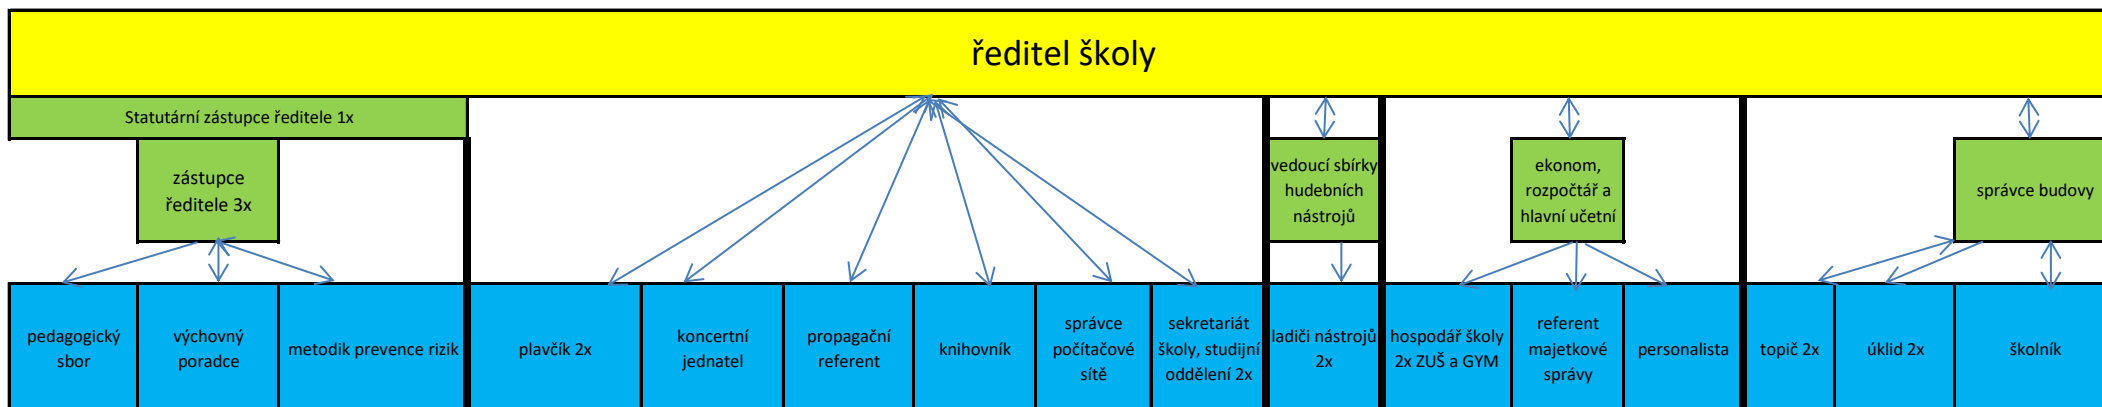 ředitel školy
Statutární zástupce ředitele 1x
zástupce
ředitele 3x
vedoucí sbírky
hudebních
nástrojů
ekonom,
rozpočtář a
hlavní učetní
správce budovy
pedagogický
sbor
výchovný
poradce
metodik prevence rizik
plavčík 2x
koncertní
jednatel
propagační
referent
knihovník
správce
počítačové
sítě
sekretariát
školy, studijní
oddělení 2x
ladiči nástrojů
2x
hospodář školy
2x ZUŠ a GYM
referent
majetkové
správy
personalista
topič 2x
úklid 2x
školník